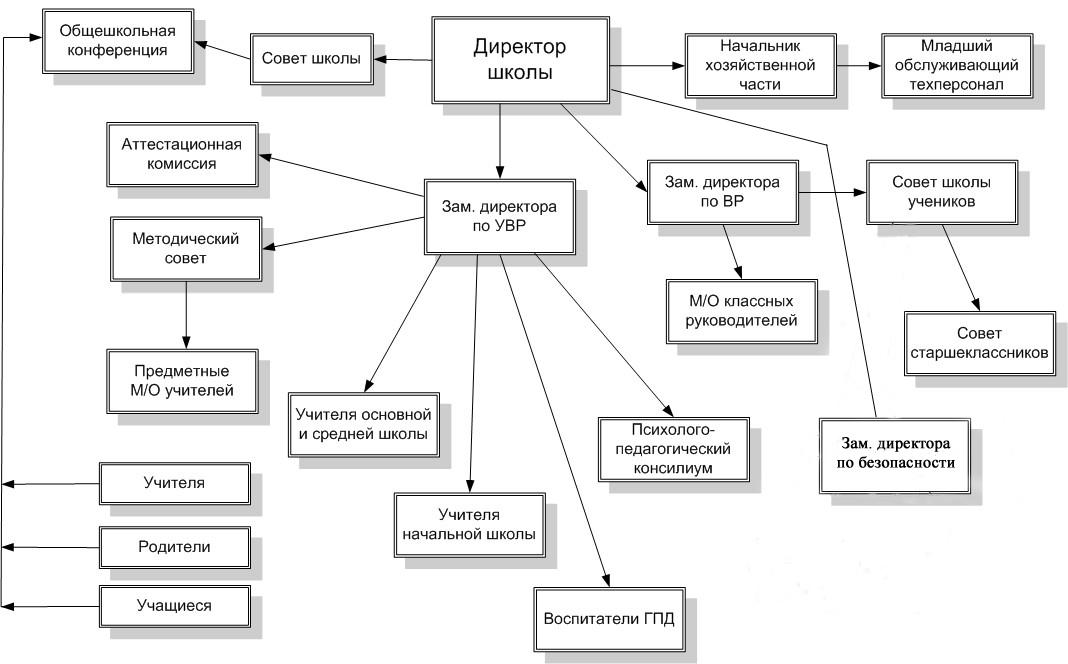 Общешкольная
конференция
Совет школы
Директор
школы
Начальник
хозяйственной
части
Младший
обслуживающий
техперсонал
Аттестационная
комиссия
Зам. директора
по УВР
Зам. директора
по ВР
Совет школы
учеников
Методический
совет
М/О классных
руководителей
Совет
старшеклассников
Предметные
М/О учителей
Учителя основной
и средней школы
Психолого-
педагогический
консилиум
Зам. директора
по безопасности
Учителя
Учителя
начальной школы
Родители
Учащиеся
Воспитатели ГПД